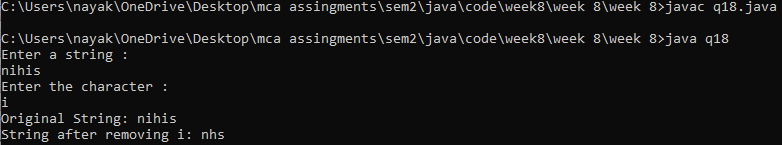 C:\Users\nayak\OneDrive\Desktop\mca assingments\sem2\java\code\week8\week 8\week 8>javac q18.java
C:\Users\nayak\OneDrive\Desktop\mca assingments\sem2\java\code\week8\week 8\week 8>java q18
Enter a string :
nihis
Enter the character :
i
Original String: nihis
String after removing i: nhs